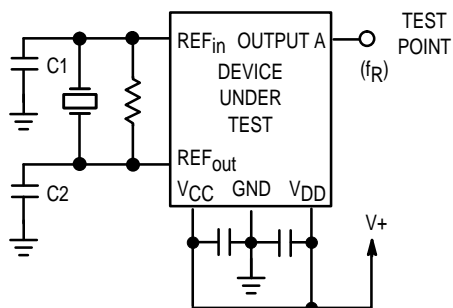 REFin OUTPUT A
TEST
POINT
(fR)
C1
DEVICE
UNDER
TEST
REFout
C2
VCC GND VDD
V+